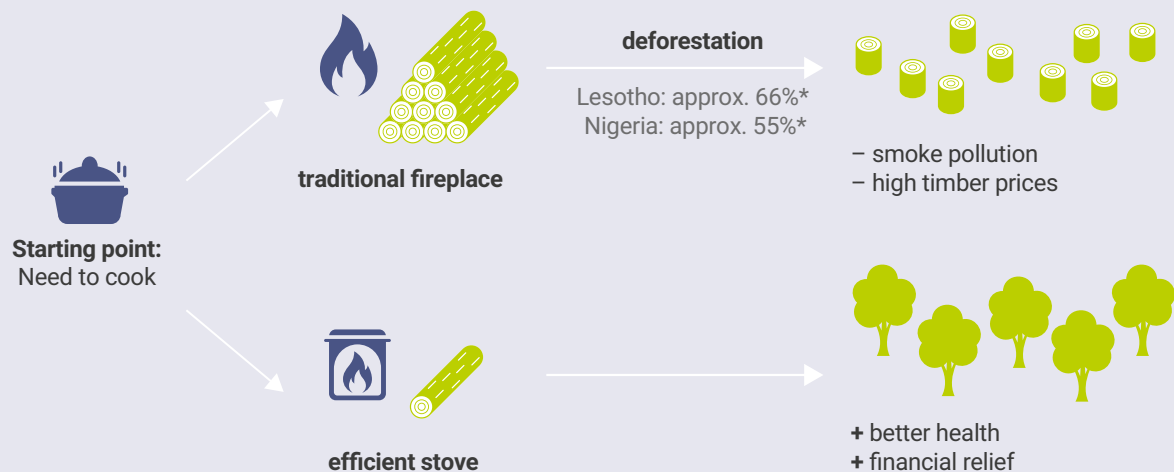 Starting point:
Need to cook
traditional fireplace
deforestation
Lesotho: approx. 66%*
Nigeria: approx. 55%*
– smoke pollution
– high timber prices
efficient stove
+ better health
+ financial relief